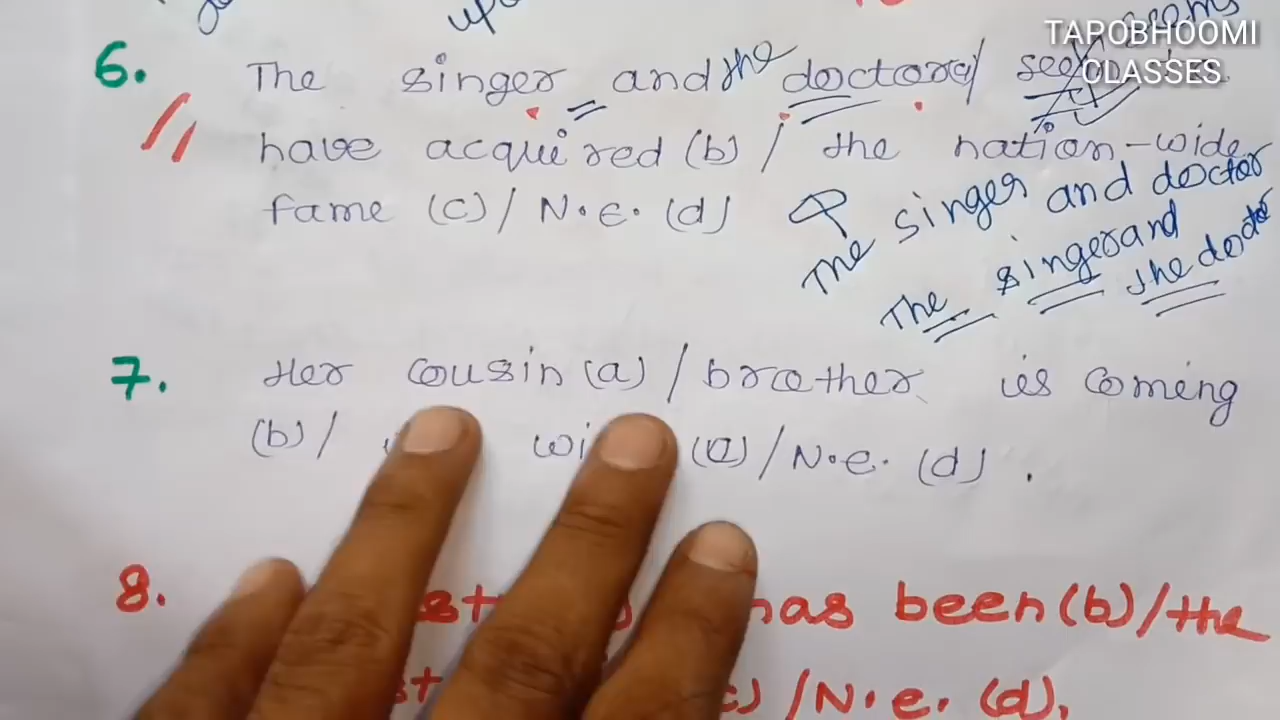 TAPOBHOOMI
CLASSES
6. The singer and the doctor (a)/
have acquired (b) / the nation-wide
fame (c) / N.e. (d)
The singer and doctor
The singer and
the doctor
7. Her cousin (a) / brother is coming
(b) / (c) / N.e. (d) .
8. has been (b) / the
c) / N.e. (d).